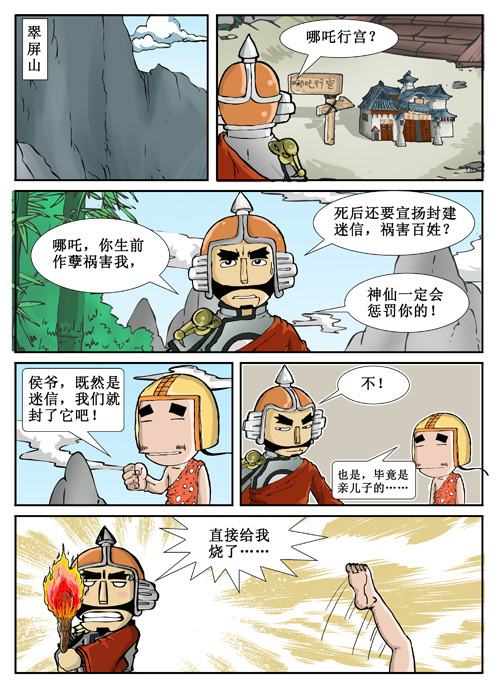 翠屏山
哪吒行宫？
哪吒行宫
哪吒，你生前
作孽祸害我，
死后还要宣扬封建
迷信，祸害百姓？
神仙一定会
惩罚你的！
侯爷，既然是
迷信，我们就
封了它吧！
不！
也是，毕竟是
亲儿子的……
直接给我
烧了……